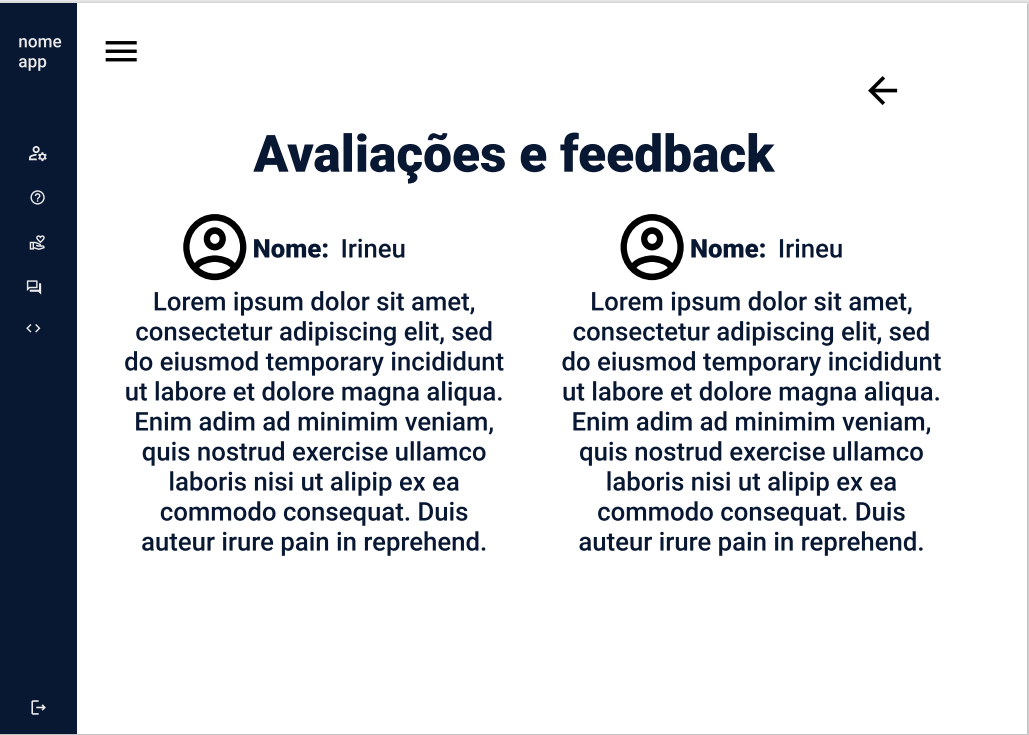 nome
app
Avaliações e feedback
Nome: Irineu
Lorem ipsum dolor sit amet,
consectetur adipiscing elit, sed
do eiusmod temporary incididunt
ut labore et dolore magna aliqua.
Enim adim ad minimim veniam,
quis nostrud exercise ullamco
laboris nisi ut alipip ex ea
commodo consequat. Duis
auteur irure pain in reprehend.
Nome: Irineu
Lorem ipsum dolor sit amet,
consectetur adipiscing elit, sed
do eiusmod temporary incididunt
ut labore et dolore magna aliqua.
Enim adim ad minimim veniam,
quis nostrud exercise ullamco
laboris nisi ut alipip ex ea
commodo consequat. Duis
auteur irure pain in reprehend.